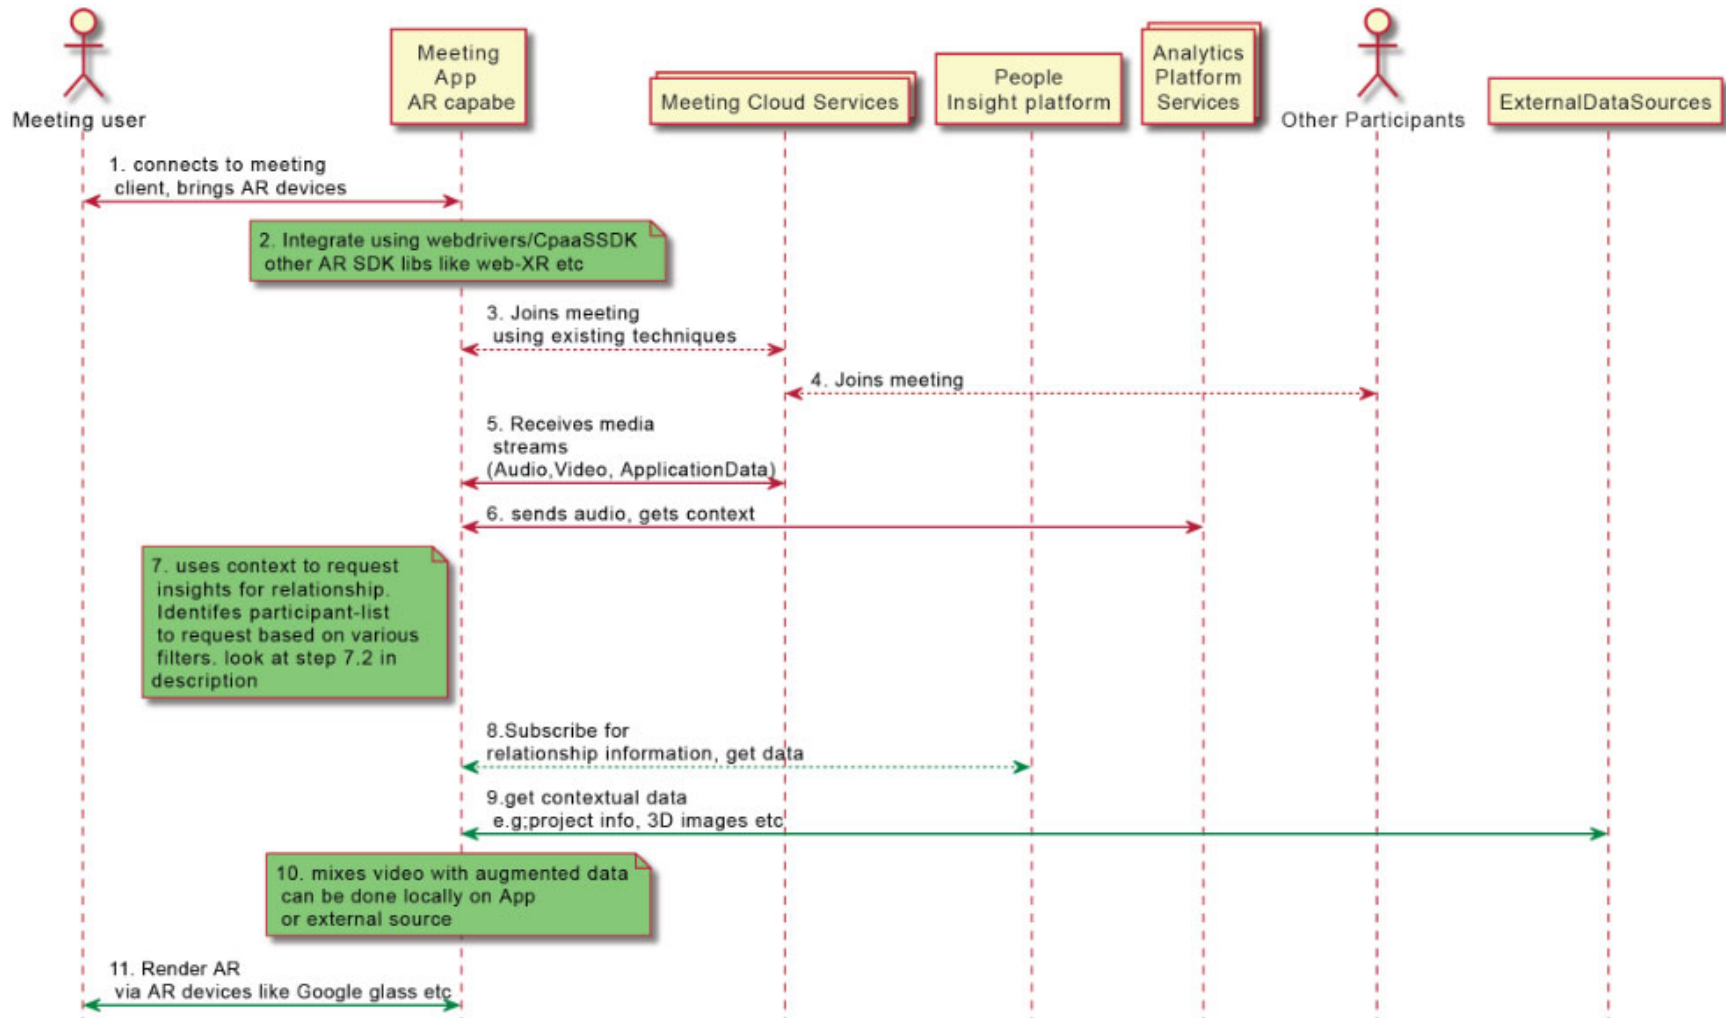 Meeting user
Meeting
App
AR capabe
Meeting Cloud Services
People
Insight platform
Analytics
Platform
Services
Other Participants
ExternalDataSources
1. connects to meeting
client, brings AR devices
2. Integrate using webdrivers/CpaaSSDK
other AR SDK libs like web-XR etc
3. Joins meeting
using existing techniques
4. Joins meeting
5. Receives media
streams
(Audio,Video, ApplicationData)
6. sends audio, gets context
7. uses context to request
insights for relationship.
Identifes participant-list
to request based on various
filters. look at step 7.2 in
description
8.Subscribe for
relationship information, get data
9.get contextual data
e.g;project info, 3D images etc
10. mixes video with augmented data
can be done locally on App
or external source
11. Render AR
via AR devices like Google glass etc